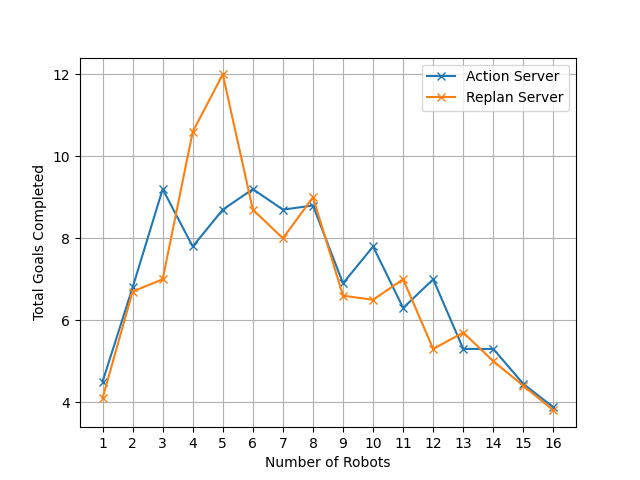 12
10
8
6
4
Total Goals Completed
Action Server
Replan Server
1 2 3 4 5 6 7 8 9 10 11 12 13 14 15 16
Number of Robots